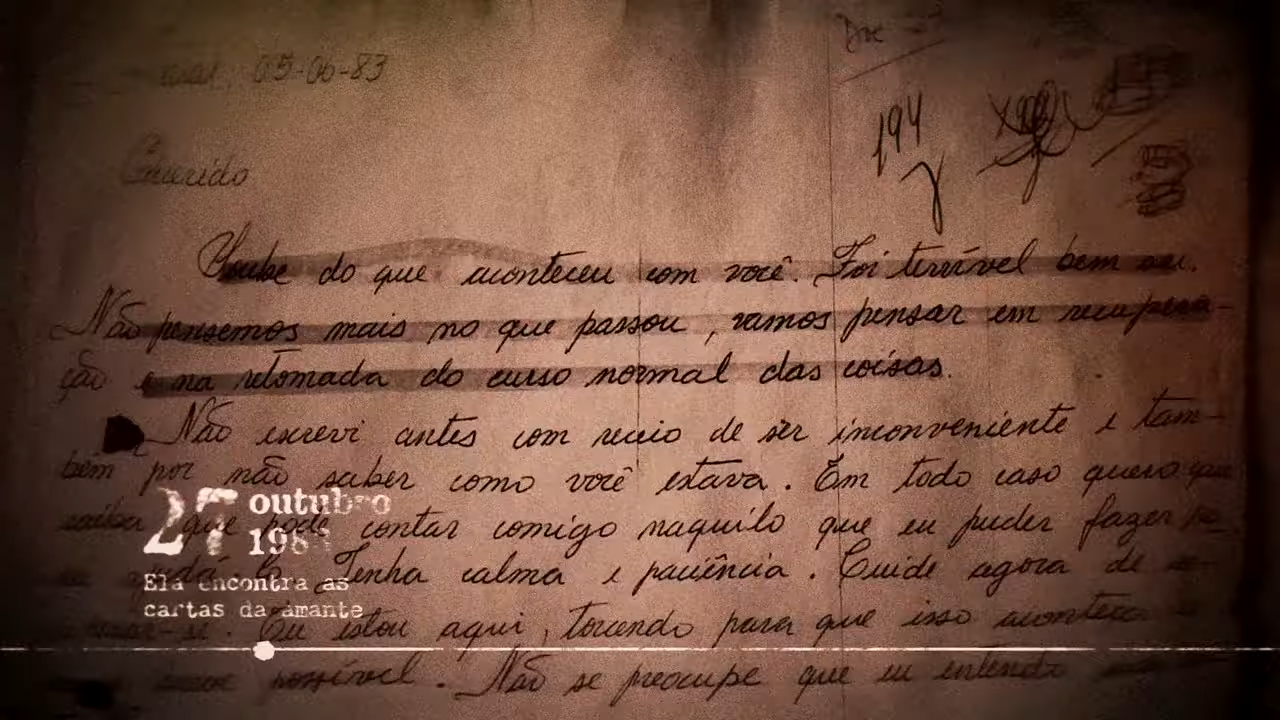 05-06-83
Doc
194
Querido
Soube do que aconteceu com você. Foi terrível bem sei.
Não pensemos mais no que passou, vamos pensar em recupera-
ção e na retomada do curso normal das coisas.
Não escrevi antes com receio de ser inconveniente e tam-
bém por não saber como você estava. Em todo caso quero que
saiba que pode contar comigo naquilo que eu puder fazer
Tenha calma e paciência. Cuide agora de
Eu estou aqui, torcendo para que isso aconteça
possível. Não se preocupe que eu entendo
27 outubro
198
Ela encontra as
cartas da amante